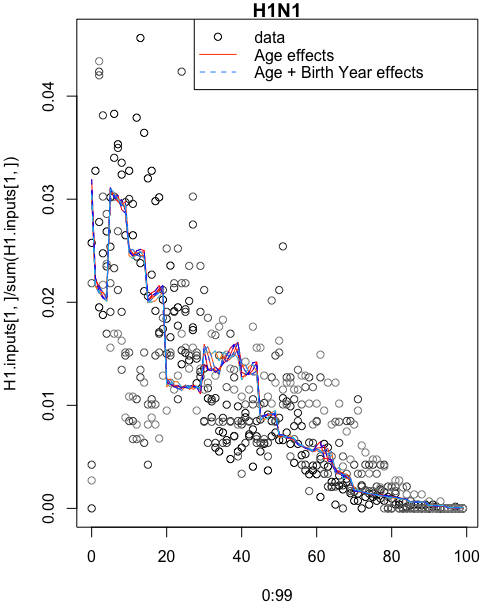 H1N1
data
Age effects
Age + Birth Year effects
H1.inputs[1, ]/sum(H1.inputs[1, ])
0.04
0.03
0.02
0.01
0.00
0 20 40 60 80 100
0:99